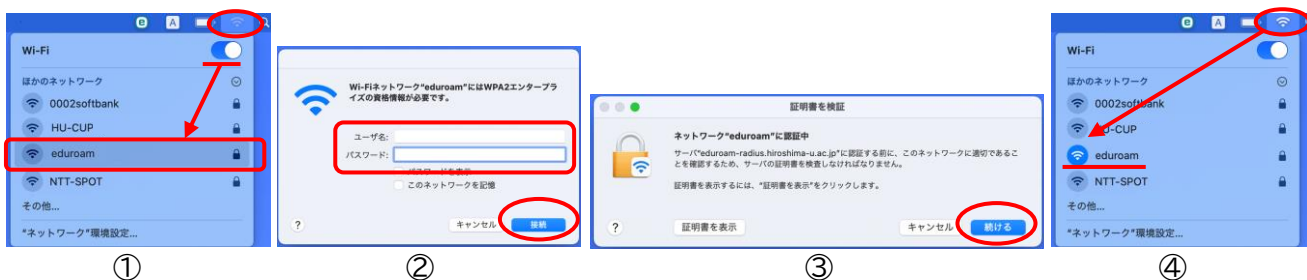 e A
Wi-Fi
ほかのネットワーク
0002softbank
HU-CUP
eduroam
NTT-SPOT
その他...
"ネットワーク"環境設定...
①
Wi-Fiネットワーク"eduroam"にはWPA2エンタープラ
イズの資格情報が必要です。
ユーザ名:
パスワード:
パスワードを表示
このネットワークを記憶
?
キャンセル
接続
②
証明書を検証
ネットワーク"eduroam"に認証中
サーバ"eduroam-radius.hiroshima-u.ac.jp"に認証する前に、このネットワークに適切であるこ
とを確認するため、サーバの証明書を検査しなければなりません。
証明書を表示するには、"証明書を表示"をクリックします。
?
証明書を表示
キャンセル
続ける
③
e A
Wi-Fi
ほかのネットワーク
0002softbank
HU-CUP
eduroam
NTT-SPOT
その他...
"ネットワーク"環境設定...
④